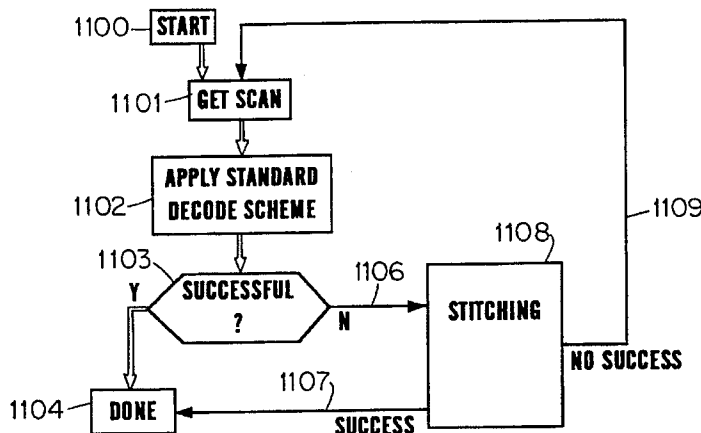 1100
START
1101
GET SCAN
1102
APPLY STANDARD
DECODE SCHEME
1109
1103
1106
1108
Y
SUCCESSFUL
?
N
STITCHING
NO SUCCESS
1107
1104
DONE
SUCCESS